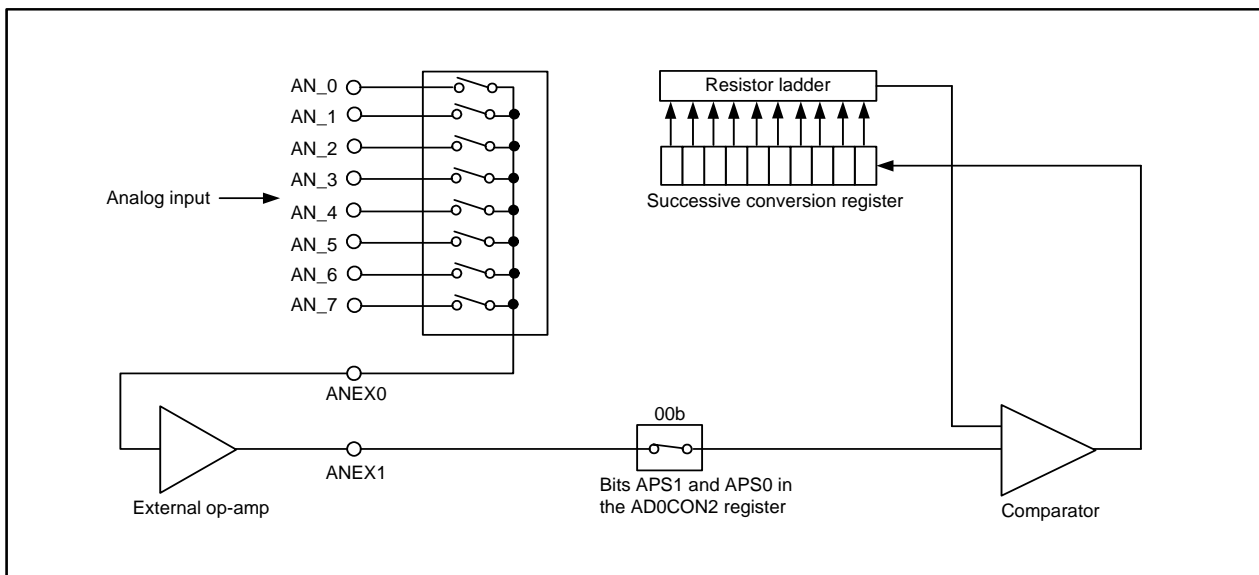 AN_0
AN_1
AN_2
AN_3
AN_4
AN_5
AN_6
AN_7
Analog input
Resistor ladder
Successive conversion register
ANEX0
ANEX1
External op-amp
00b
Bits APS1 and APS0 in
the AD0CON2 register
Comparator